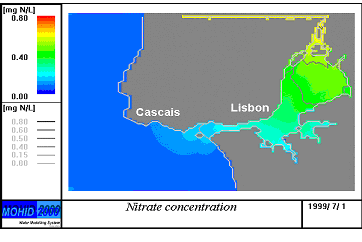 [mg N/L]
0.80
0.40
0.00
[mg N/L]
0.80
0.60
0.40
0.15
0.00
Cascais
Lisbon
MOHID 2000
Water Modelling System
Nitrate concentration
1999/ 7/ 1